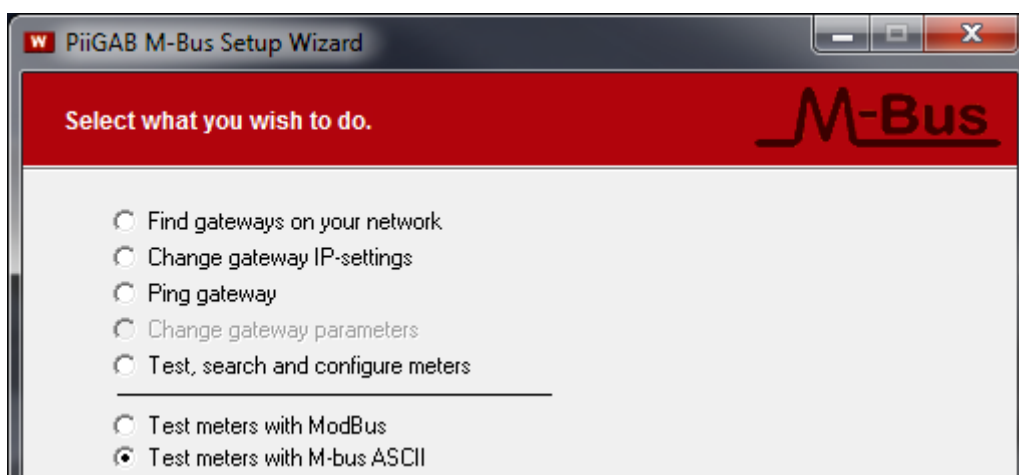 W PiiGAB M-Bus Setup Wizard
Select what you wish to do.
M-Bus
Find gateways on your network
Change gateway IP-settings
Ping gateway
Change gateway parameters
Test, search and configure meters
Test meters with ModBus
Test meters with M-bus ASCII